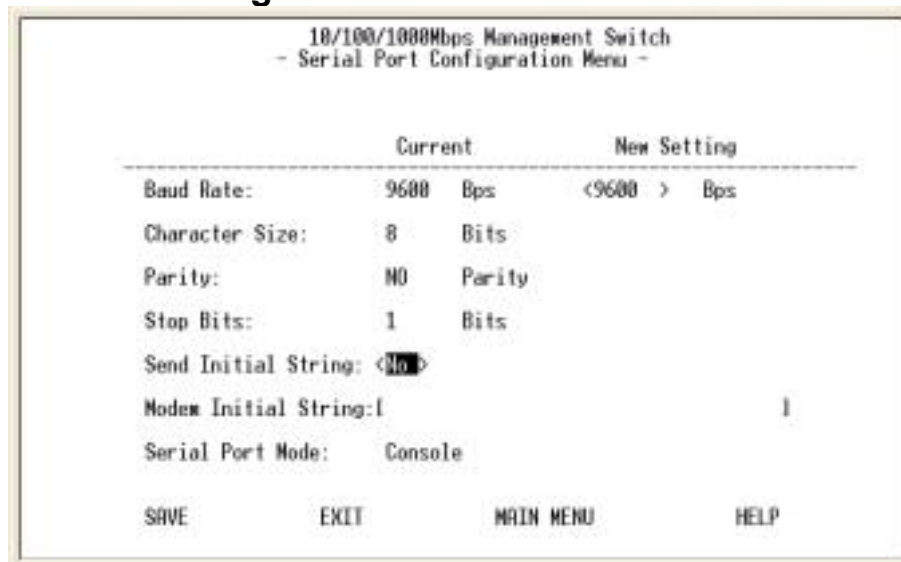 10/100/1000Mbps Management Switch
- Serial Port Configuration Menu -
Current New Setting
Baud Rate: 9600 Bps <9600 > Bps
Character Size: 8 Bits
Parity: NO Parity
Stop Bits: 1 Bits
Send Initial String: <No >
Modem Initial String:[ ]
Serial Port Mode: Console
SAVE EXIT MAIN MENU HELP